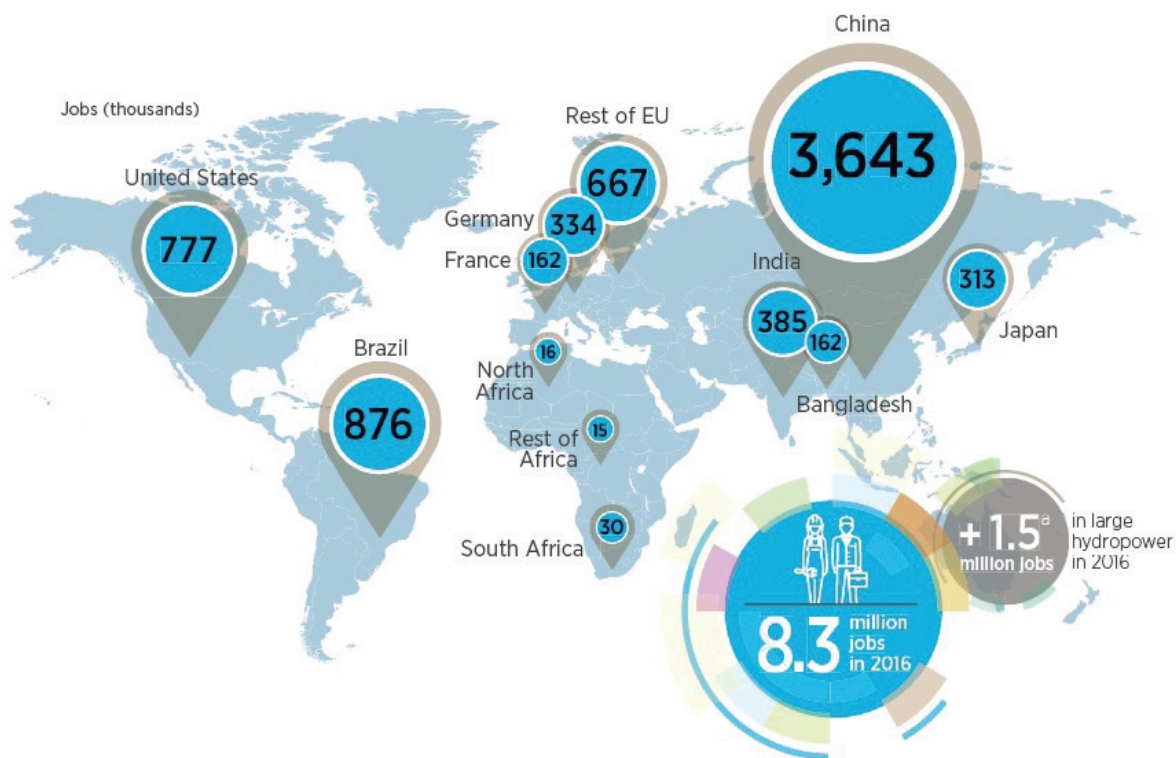 China
3,643
Jobs (thousands)
Rest of EU
667
United States
777
Germany
334
France
162
India
385
162
Bangladesh
313
Japan
Brazil
876
16
North
Africa
15
Rest of
Africa
30
South Africa
+ 1.5ª
million jobs
in large
hydropower
in 2016
8.3
million
jobs
in 2016